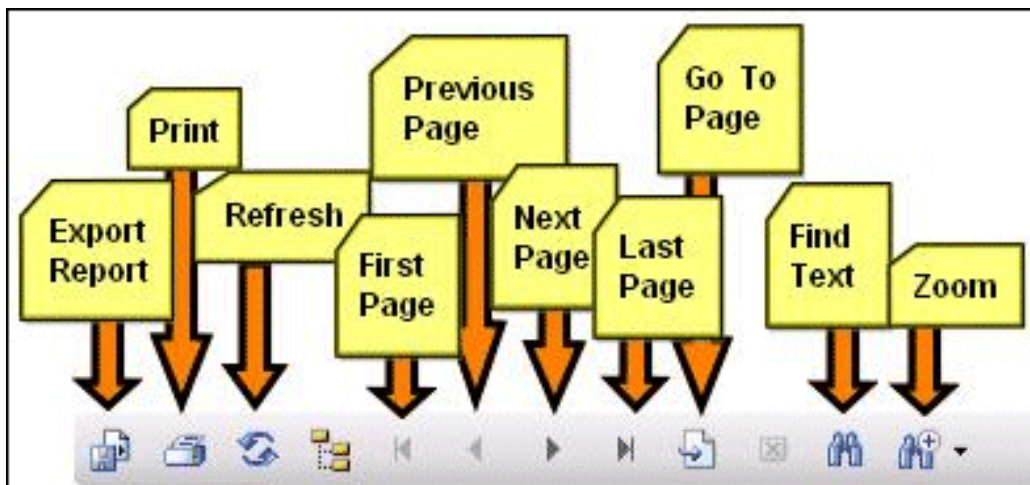 Export
Report
Print
Refresh
First
Page
Previous
Page
Next
Page
Last
Page
Go To
Page
Find
Text
Zoom